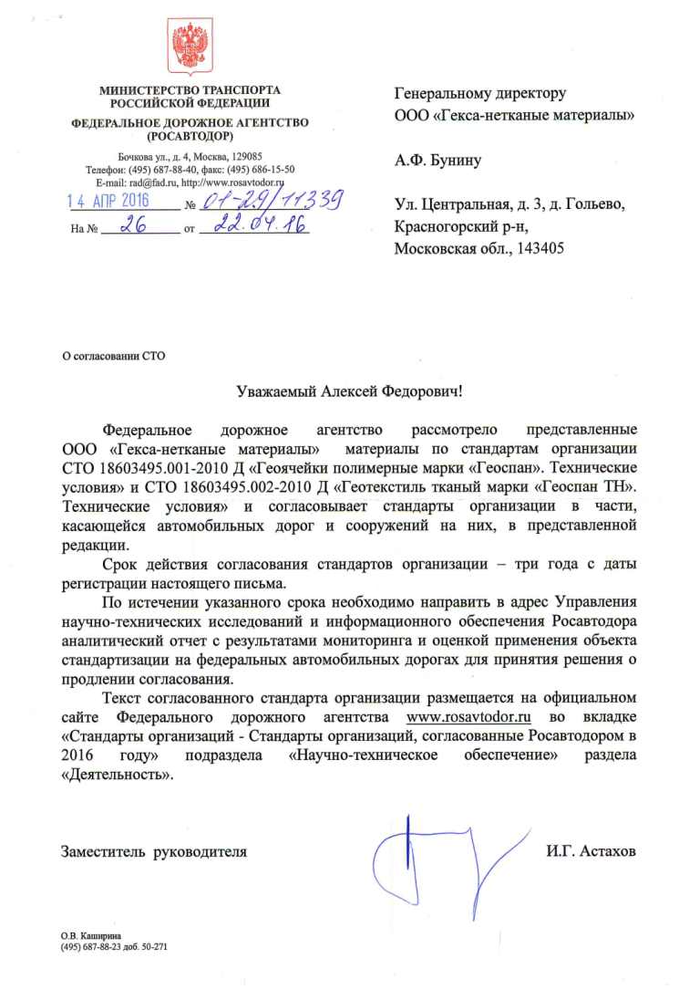 МИНИСТЕРСТВО ТРАНСПОРТА
РОССИЙСКОЙ ФЕДЕРАЦИИ
ФЕДЕРАЛЬНОЕ ДОРОЖНОЕ АГЕНТСТВО
(РОСАВТОДОР)
Бочкова ул., д. 4, Москва, 129085
Телефон: (495) 687-88-40, факс: (495) 686-15-50
E-mail: rad@fad.ru, http://www.rosavtodor.ru
14 АПР 2016 № 01-29/11339
На № 26 от 22.04.16
Генеральному директору
ООО «Гекса-нетканые материалы»
А.Ф. Бунину
Ул. Центральная, д. 3, д. Гольево,
Красногорский р-н,
Московская обл., 143405
О согласовании СТО
Уважаемый Алексей Федорович!
Федеральное дорожное агентство рассмотрело представленные
ООО «Гекса-нетканые материалы» материалы по стандартам организации
СТО 18603495.001-2010 Д «Геоячейки полимерные марки «Геоспан». Технические
условия» и СТО 18603495.002-2010 Д «Геотекстиль тканый марки «Геоспан ТН».
Технические условия» и согласовывает стандарты организации в части,
касающейся автомобильных дорог и сооружений на них, в представленной
редакции.
Срок действия согласования стандартов организации – три года с даты
регистрации настоящего письма.
По истечении указанного срока необходимо направить в адрес Управления
научно-технических исследований и информационного обеспечения Росавтодора
аналитический отчет с результатами мониторинга и оценкой применения объекта
стандартизации на федеральных автомобильных дорогах для принятия решения о
продлении согласования.
Текст согласованного стандарта организации размещается на официальном
сайте Федерального дорожного агентства www.rosavtodor.ru во вкладке
«Стандарты организаций - Стандарты организаций, согласованные Росавтодором в
2016 году» подраздела «Научно-техническое обеспечение» раздела
«Деятельность».
Заместитель руководителя И.Г. Астахов
О.В. Каширина
(495) 687-88-23 доб. 50-271